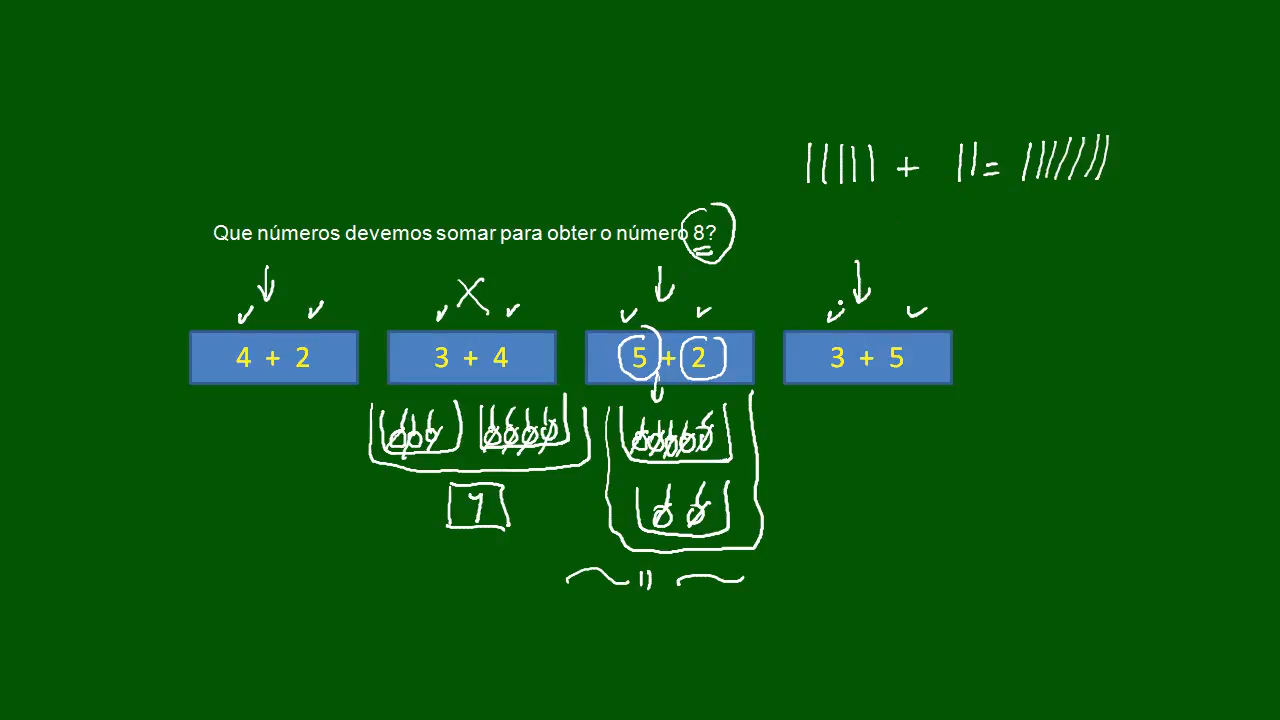 ||||| + || = |||||||
Que números devemos somar para obter o número 8?
X
4 + 2
3 + 4
5 + 2
3 + 5
7